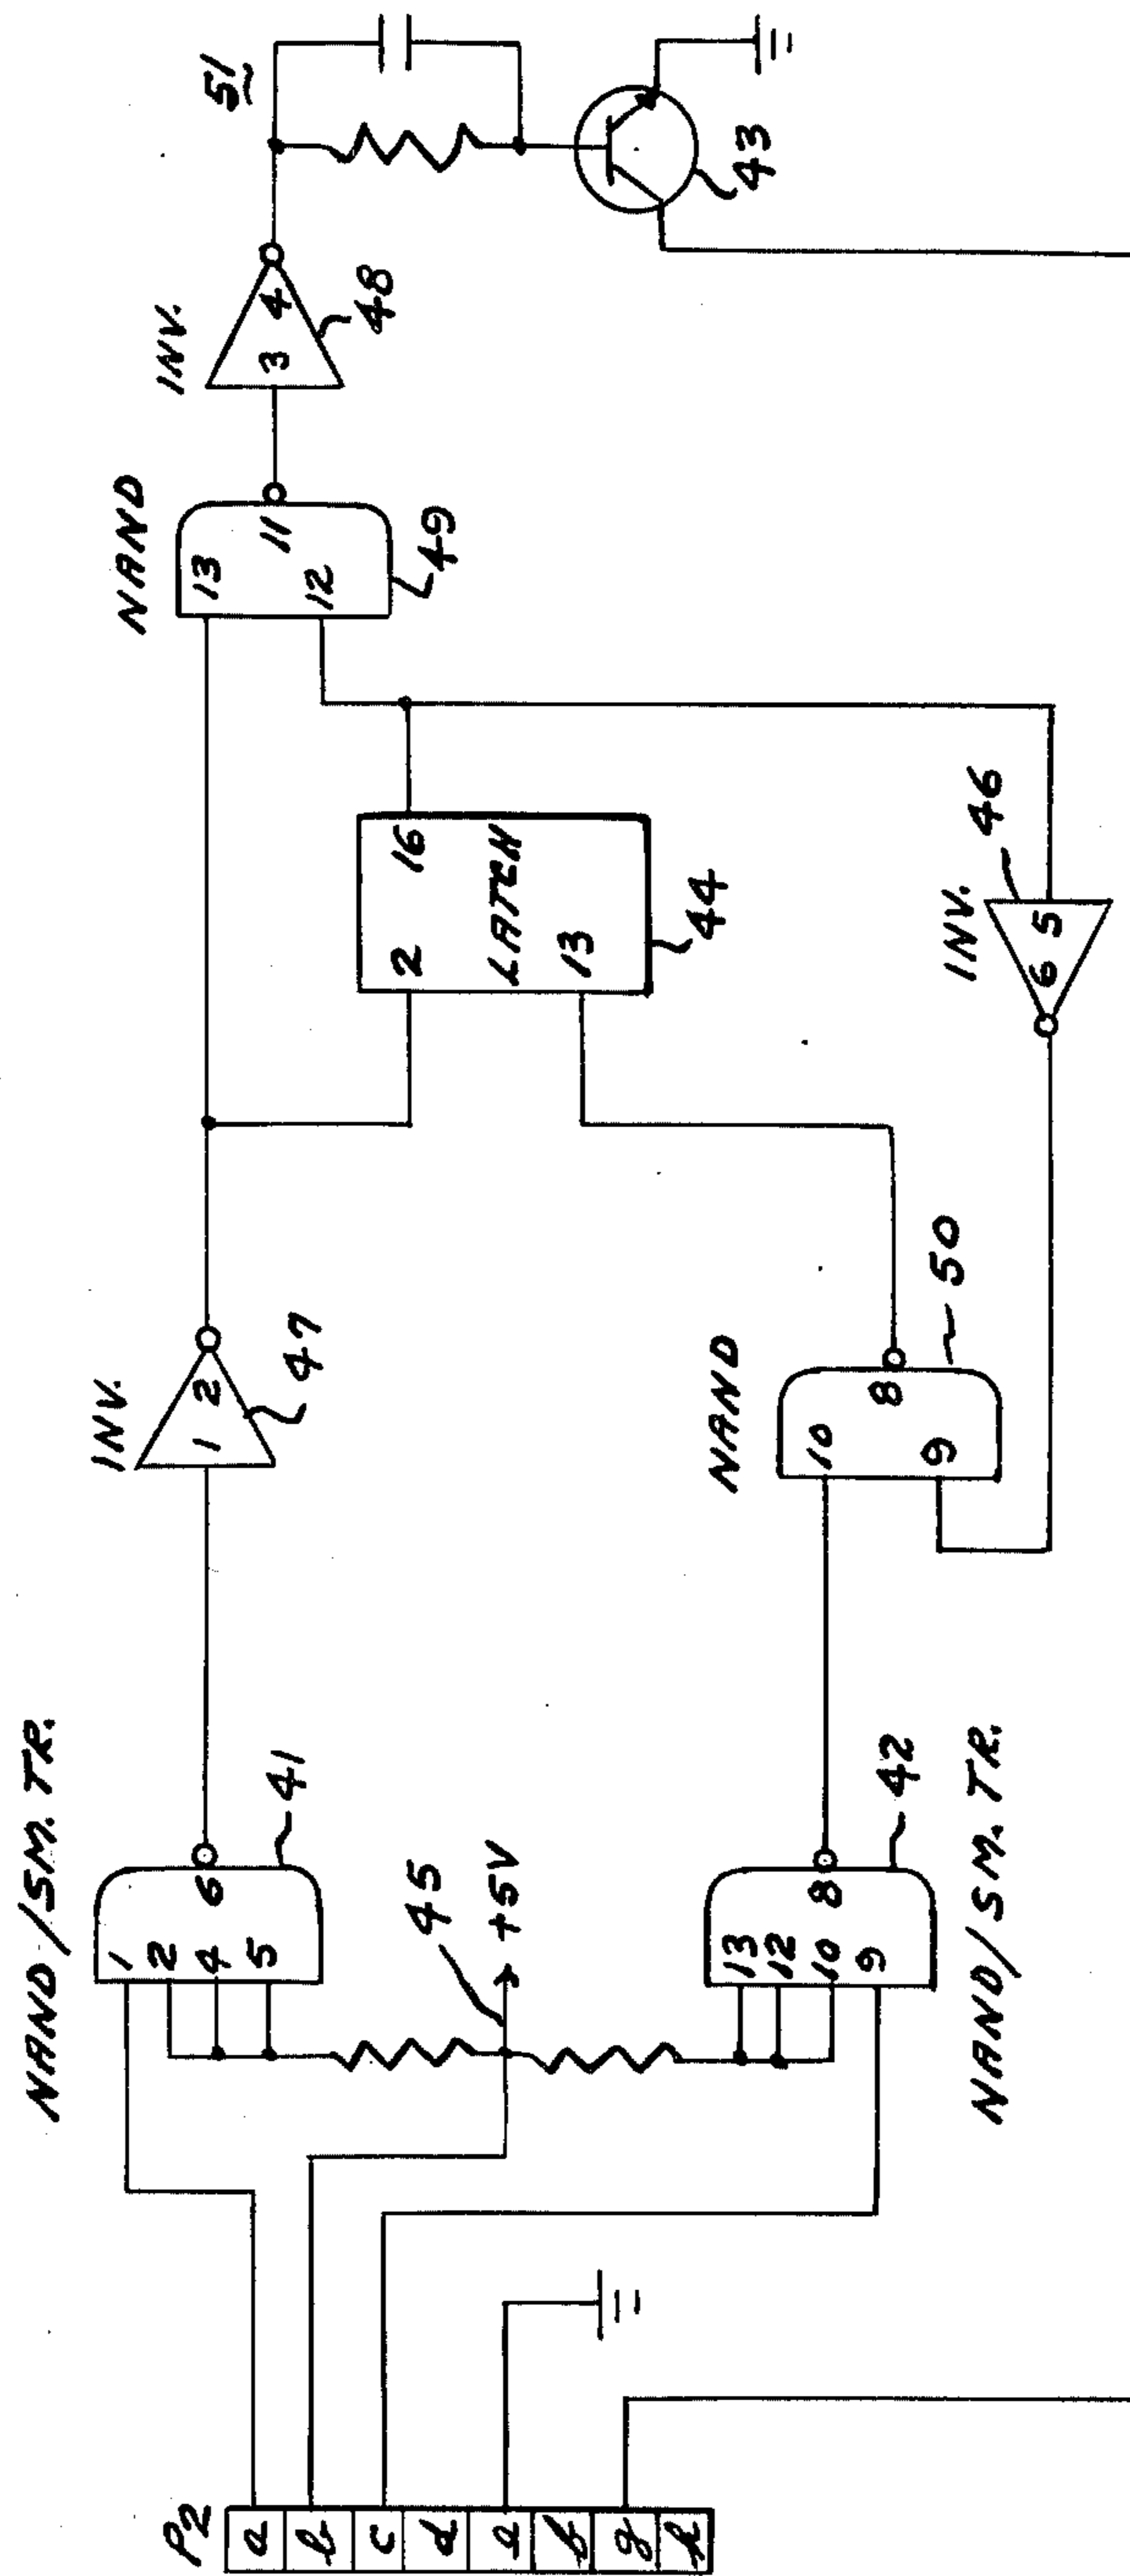 P2
a
b
c
d
e
f
g
h
NAND/SM. TR.
1
2
4
5
6
41
45
+5V
13
12
10
9
8
42
NAND/SM. TR.
INV.
1
2
47
NAND
10
9
8
50
2
16
LATCH
13
44
INV.
6
5
46
NAND
13
12
11
49
INV.
3
4
48
51
43